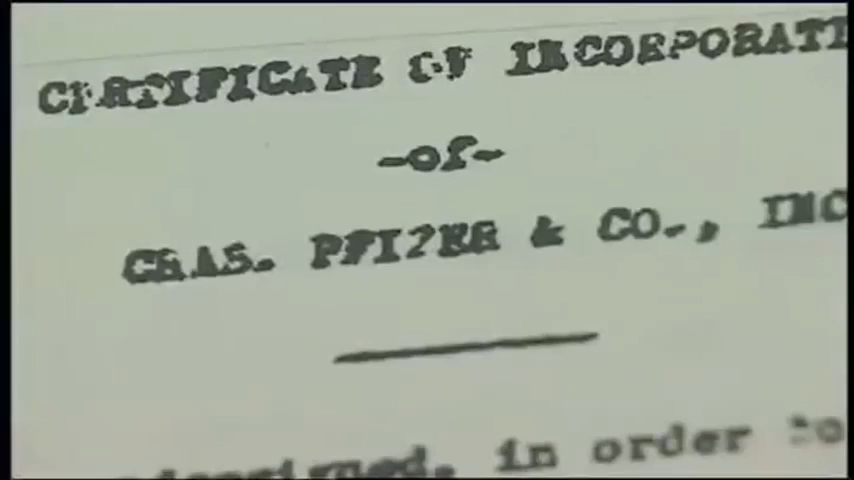 CERTIFICATE OF INCORPORATI
-of-
CHAS. PFIZER & CO., INC
in order to